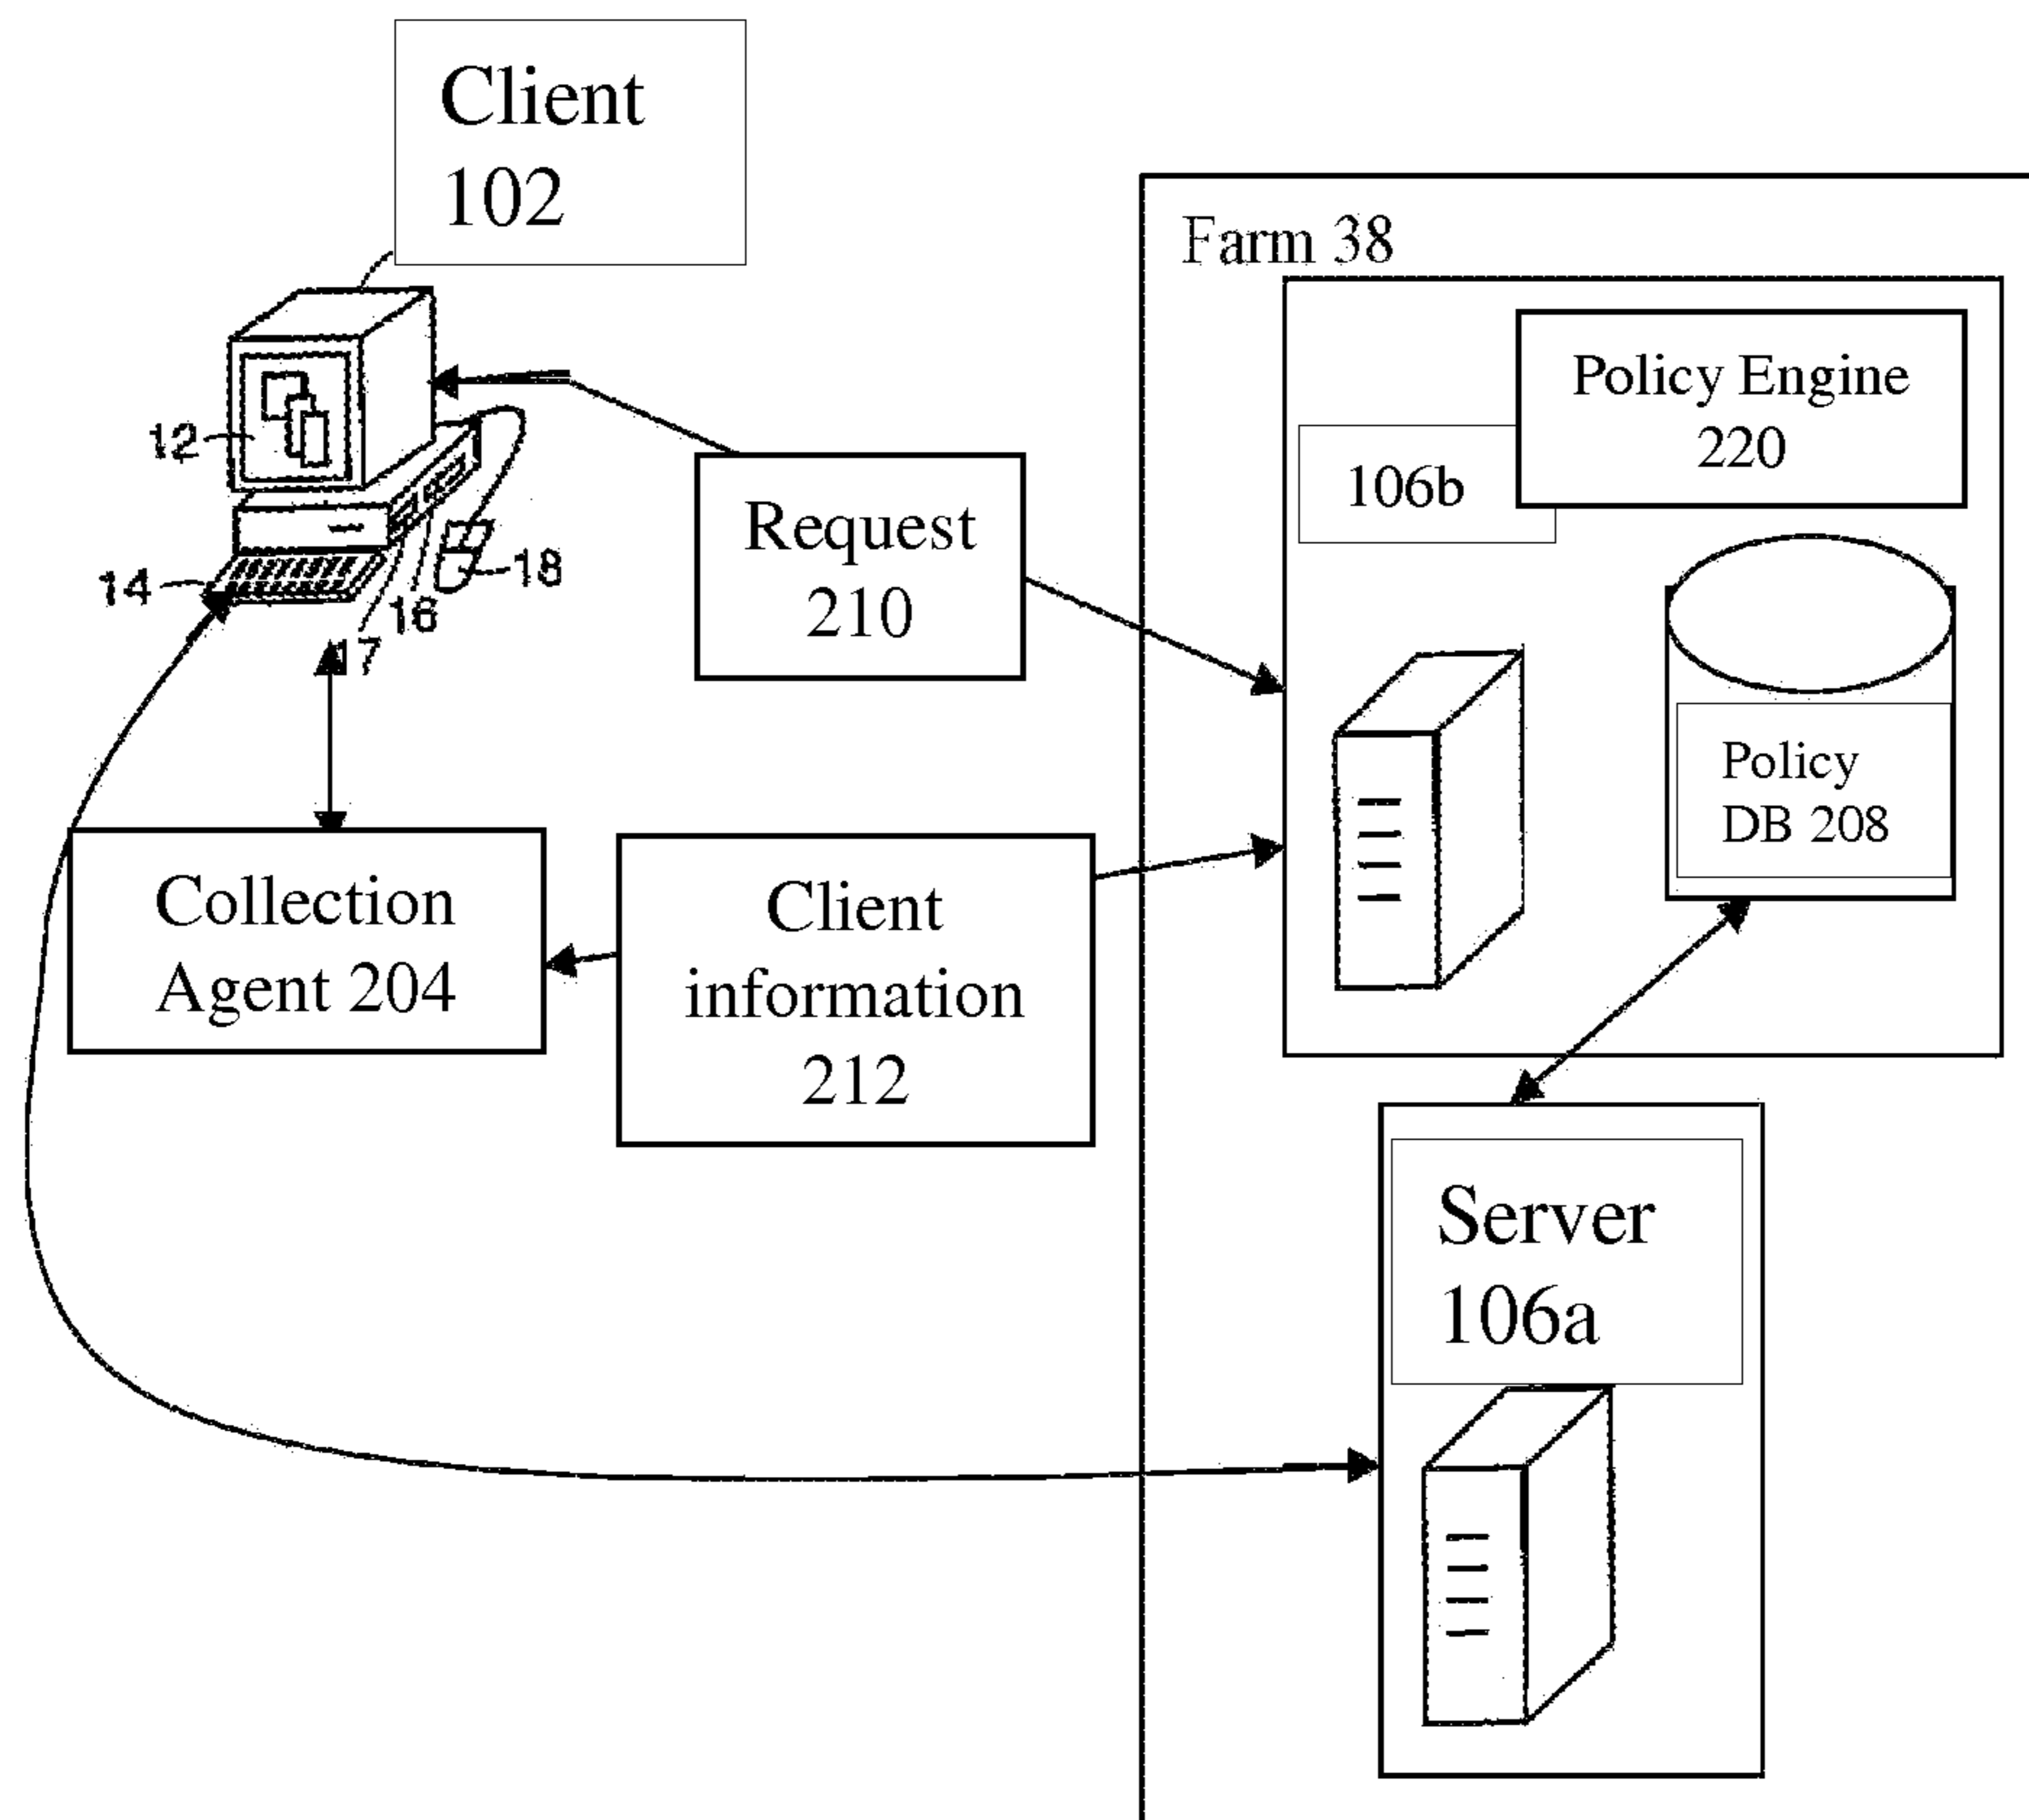 Client
102
Farm 38
Policy Engine
220
106b
12
Request
210
14
18
16
17
Policy
DB 208
Collection
Agent 204
Client
information
212
Server
106a